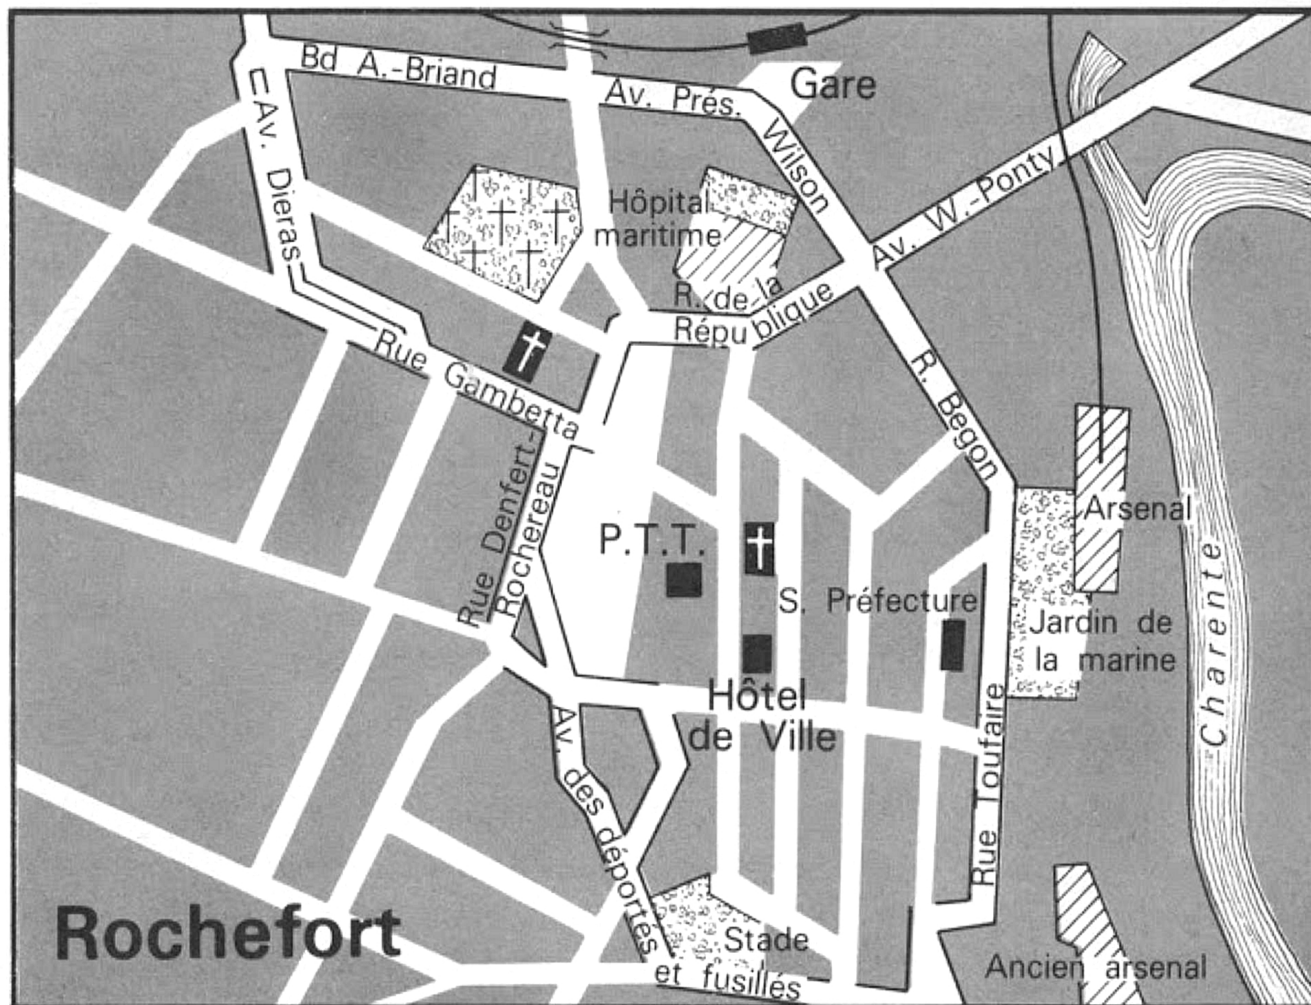 Bd A.-Briand
Av. Prés. Wilson
Gare
Av. Dieras
Hôpital
maritime
Av. W.-Ponty
R. de la
République
Rue Gambetta
R. Begon
Rue Denfert-
Rochereau
P.T.T.
Arsenal
S. Préfecture
Jardin de
la marine
Charente
Hôtel
de Ville
Rue Toufaire
Av. des déportés
et fusillés
Stade
Rochefort
Ancien arsenal